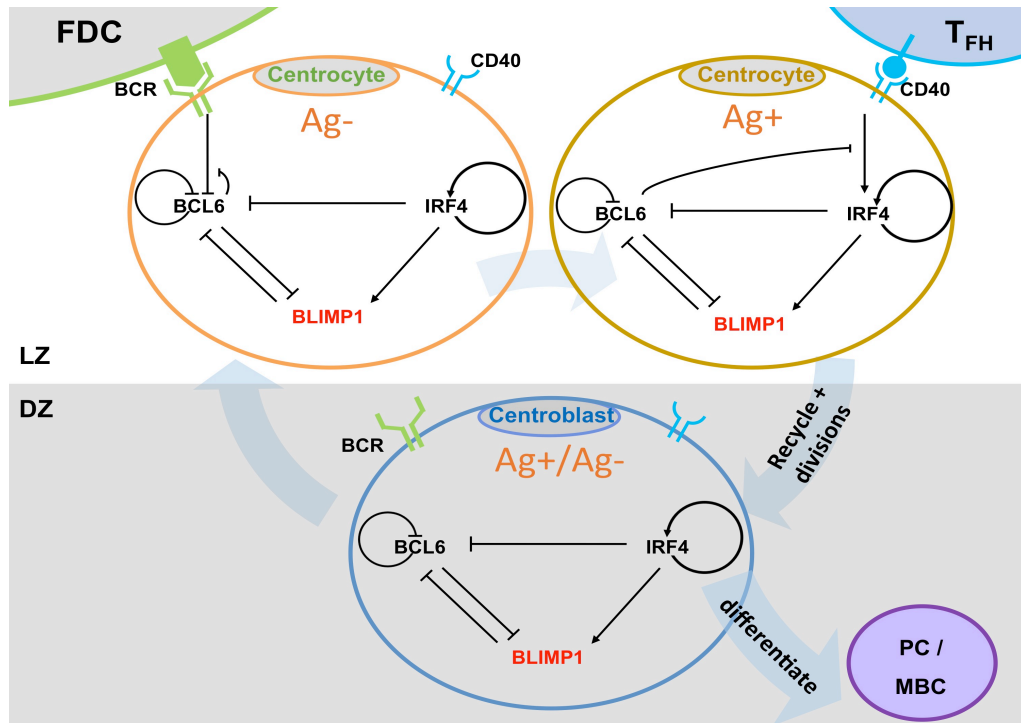 FDC
T_FH
BCR
Centrocyte
CD40
Ag-
BCL6
IRF4
BLIMP1
Centrocyte
CD40
Ag+
BCL6
IRF4
BLIMP1
LZ
DZ
Recycle +
divisions
BCR
Centroblast
Ag+/Ag-
BCL6
IRF4
BLIMP1
differentiate
PC /
MBC